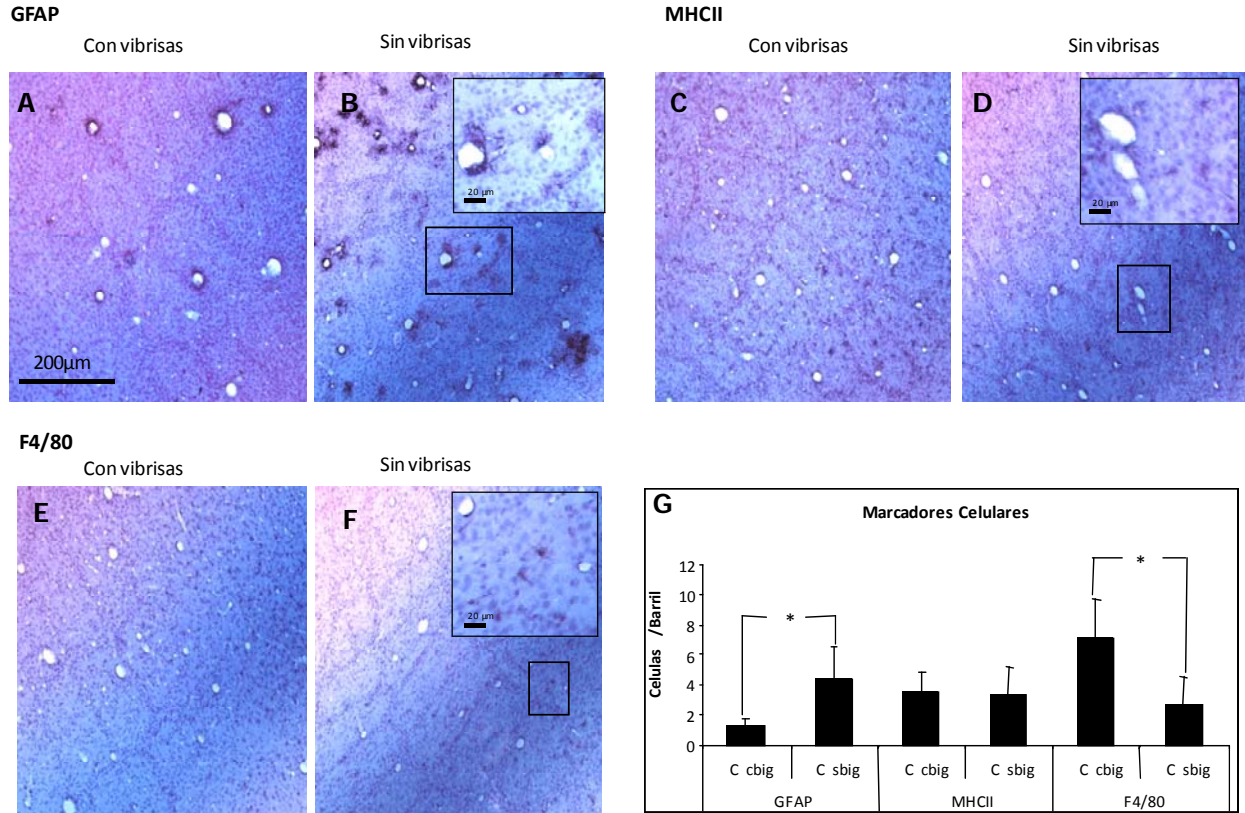 GFAP
Con vibrisas
Sin vibrisas
A
B
20 µm
200µm
MHCII
Con vibrisas
Sin vibrisas
C
D
20 µm
F4/80
Con vibrisas
Sin vibrisas
E
F
20 µm
G
Marcadores Celulares
Celulas /Barril
12
10
8
6
4
2
0
*
*
C cbig
C sbig
C cbig
C sbig
C cbig
C sbig
GFAP
MHCII
F4/80